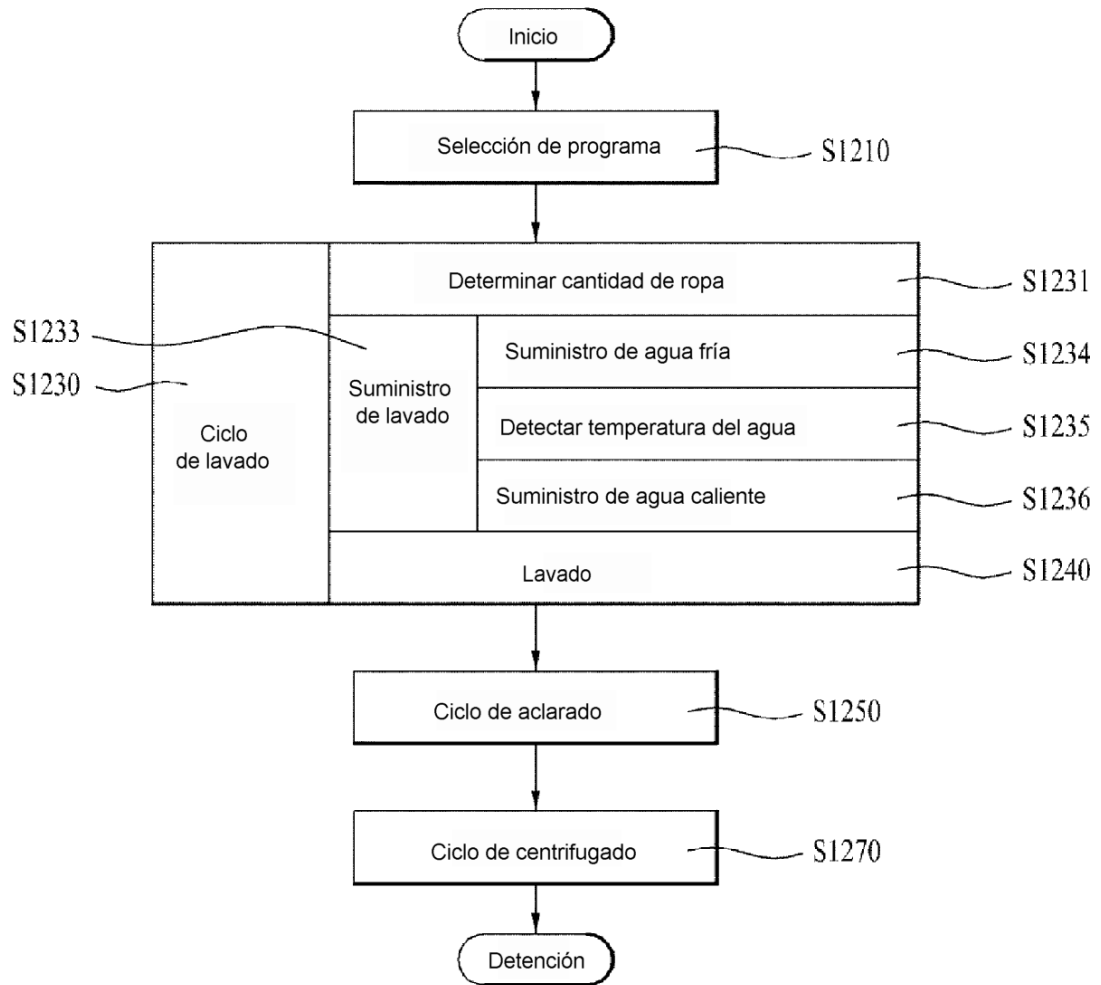 Inicio
Selección de programa
S1210
Determinar cantidad de ropa
S1231
S1233
S1230
Ciclo
de lavado
Suministro
de lavado
Suministro de agua fría
S1234
Detectar temperatura del agua
S1235
Suministro de agua caliente
S1236
Lavado
S1240
Ciclo de aclarado
S1250
Ciclo de centrifugado
S1270
Detención